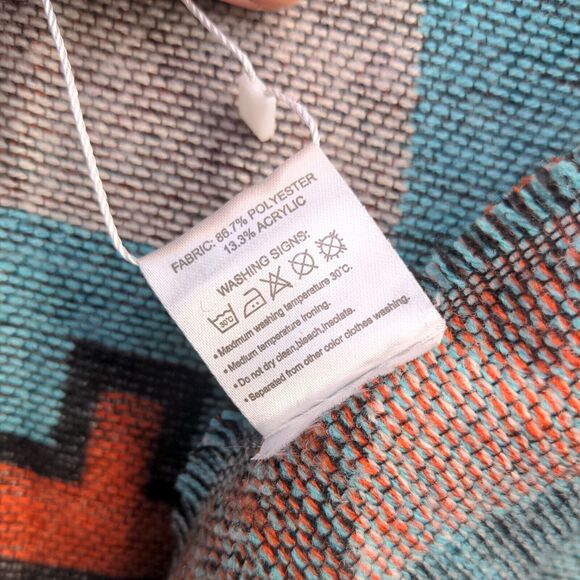 FABRIC: 86.7% POLYESTER
13.3% ACRYLIC
WASHING SIGNS:
30°C
• Maximum washing temperature 30°C.
• Medium temperature ironing.
• Do not dry clean,bleach,insolate.
• Separated from other color clothes washing.